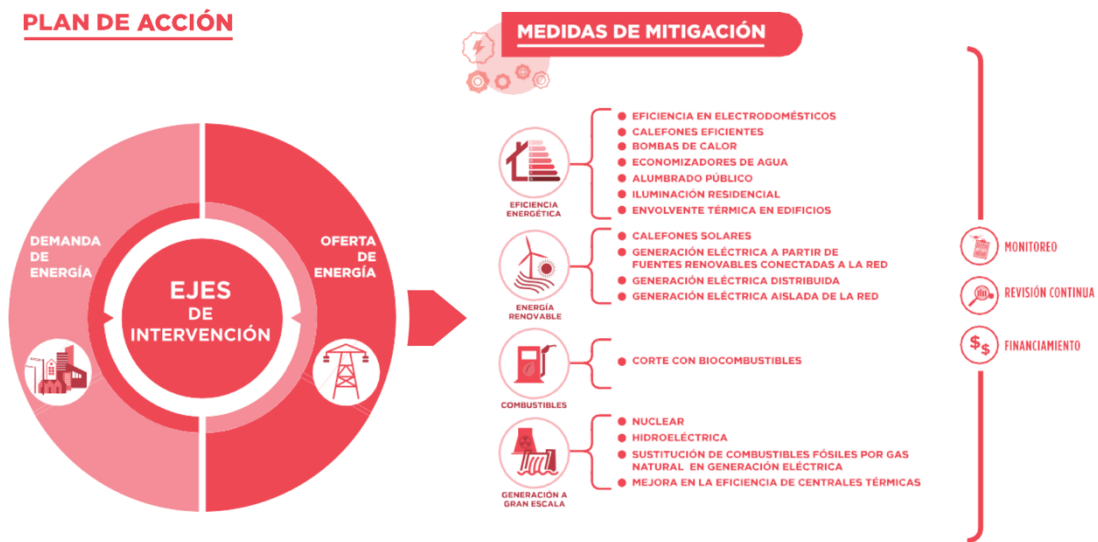 PLAN DE ACCIÓN
MEDIDAS DE MITIGACIÓN
DEMANDA
DE
ENERGÍA
OFERTA
DE
ENERGÍA
EJES
DE
INTERVENCIÓN
EFICIENCIA
ENERGÉTICA
EFICIENCIA EN ELECTRODOMÉSTICOS
CALEFONES EFICIENTES
BOMBAS DE CALOR
ECONOMIZADORES DE AGUA
ALUMBRADO PÚBLICO
ILUMINACIÓN RESIDENCIAL
ENVOLVENTE TÉRMICA EN EDIFICIOS
ENERGÍA
RENOVABLE
CALEFONES SOLARES
GENERACIÓN ELÉCTRICA A PARTIR DE
FUENTES RENOVABLES CONECTADAS A LA RED
GENERACIÓN ELÉCTRICA DISTRIBUIDA
GENERACIÓN ELÉCTRICA AISLADA DE LA RED
COMBUSTIBLES
CORTE CON BIOCOMBUSTIBLES
GENERACIÓN A
GRAN ESCALA
NUCLEAR
HIDROELÉCTRICA
SUSTITUCIÓN DE COMBUSTIBLES FÓSILES POR GAS
NATURAL EN GENERACIÓN ELÉCTRICA
MEJORA EN LA EFICIENCIA DE CENTRALES TÉRMICAS
MONITOREO
REVISIÓN CONTINUA
$$ FINANCIAMIENTO